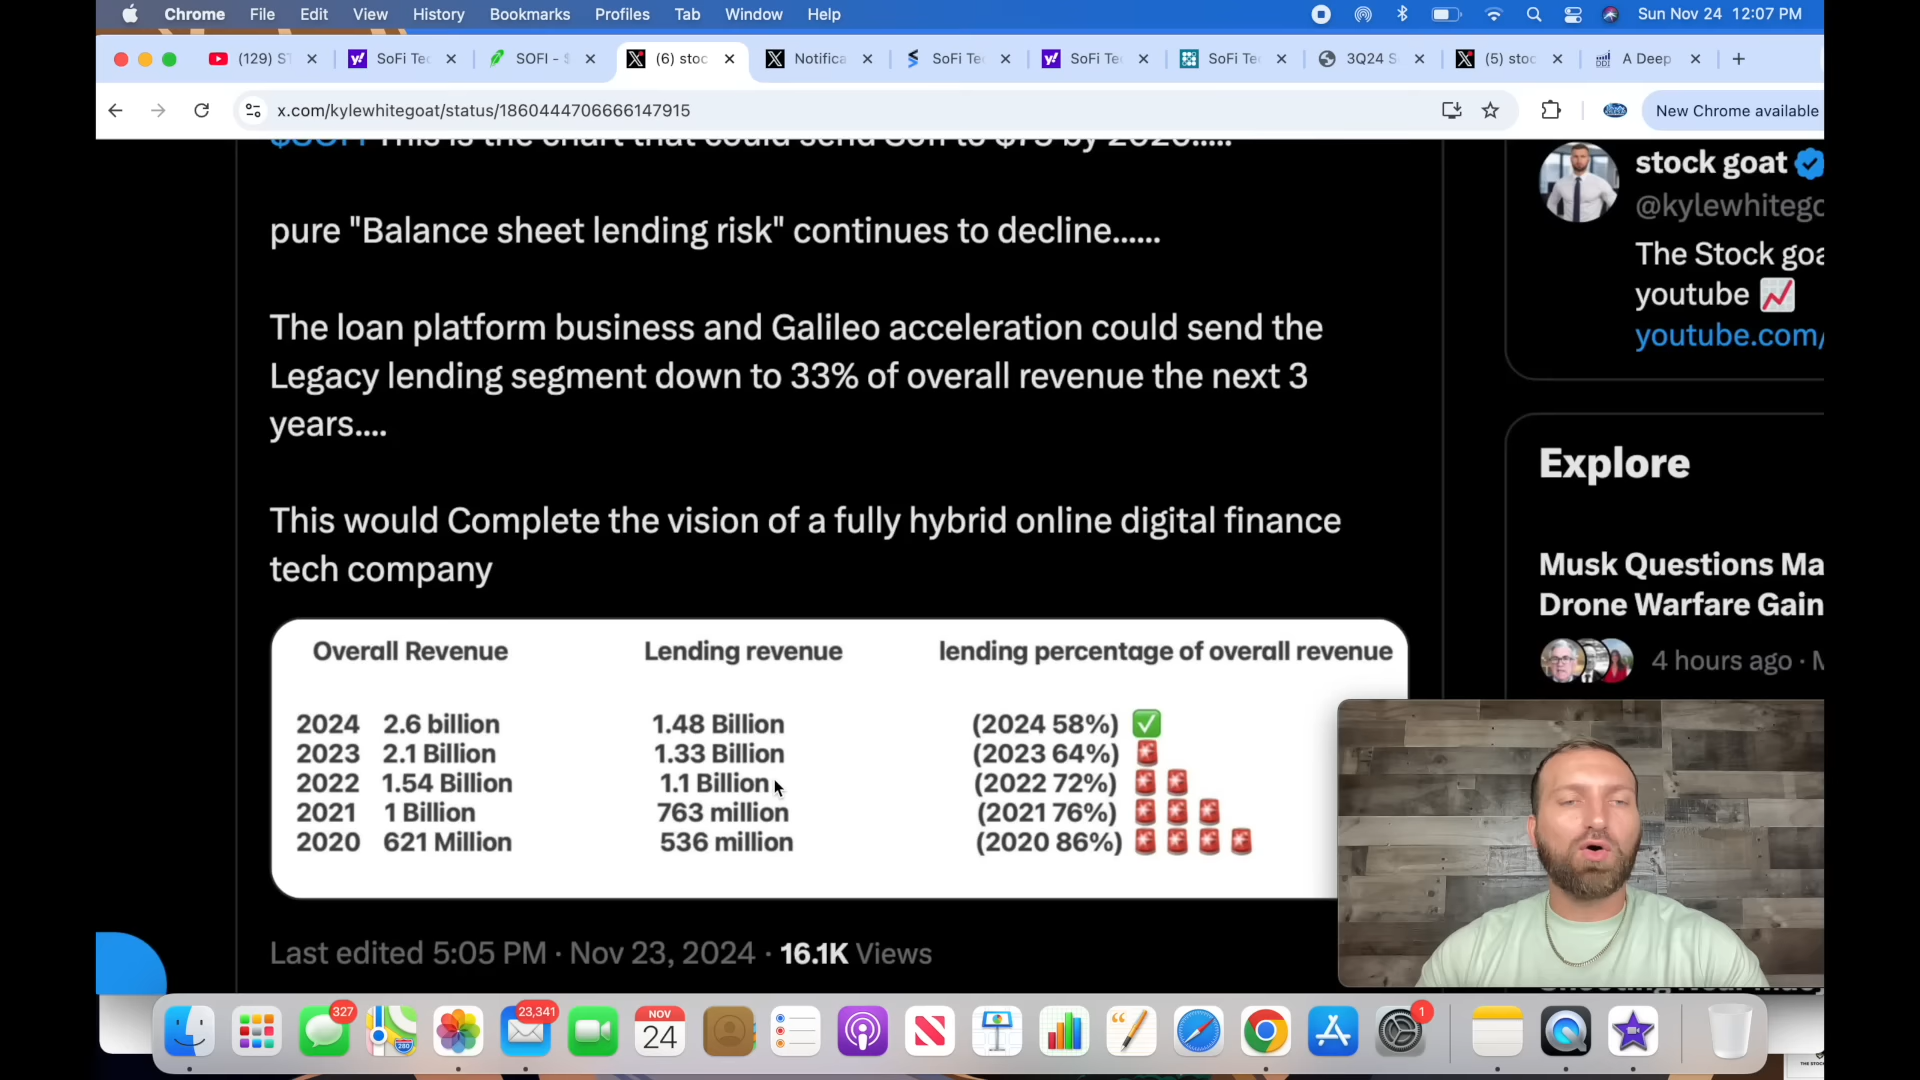 Chrome File Edit View History Bookmarks Profiles Tab Window Help
Sun Nov 24 12:07 PM
(129) ST
SoFi Tec
SOFI - $
(6) stoc
Notifica
SoFi Te
SoFi Te
SoFi Te
3Q24 S
(5) stoc
A Deep
x.com/kylewhitegoat/status/1860444706666147915
New Chrome available
pure "Balance sheet lending risk" continues to decline......
The loan platform business and Galileo acceleration could send the
Legacy lending segment down to 33% of overall revenue the next 3
years....
This would Complete the vision of a fully hybrid online digital finance
tech company
Overall Revenue Lending revenue lending percentage of overall revenue
2024 2.6 billion 1.48 Billion (2024 58%)
2023 2.1 Billion 1.33 Billion (2023 64%)
2022 1.54 Billion 1.1 Billion (2022 72%)
2021 1 Billion 763 million (2021 76%)
2020 621 Million 536 million (2020 86%)
Last edited 5:05 PM · Nov 23, 2024 · 16.1K Views
stock goat
@kylewhitego
The Stock goa
youtube
youtube.com/
Explore
Musk Questions Ma
Drone Warfare Gain
4 hours ago ·
327
280
23,341
NOV
24
1